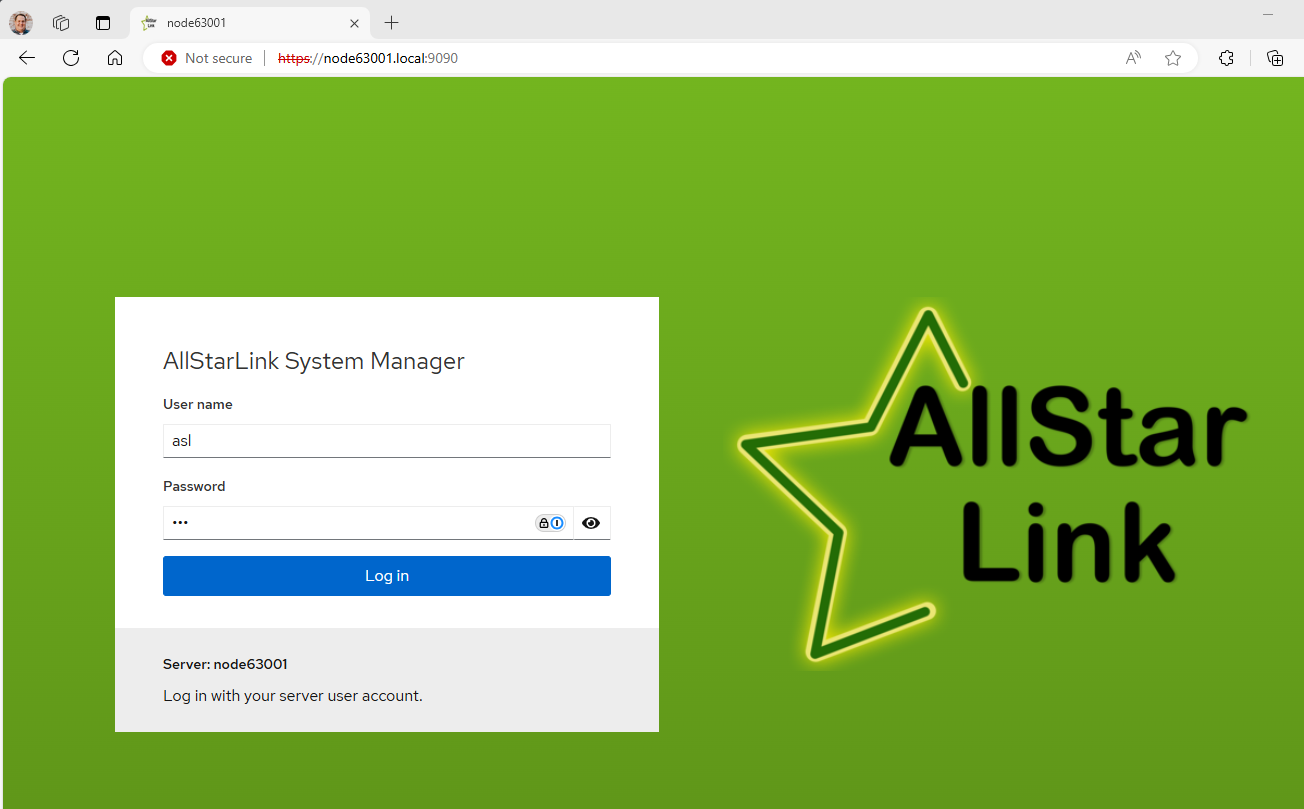 node63001
Not secure
https://node63001.local:9090
AllStarLink System Manager
User name
asl
Password
•••
Log in
Server: node63001
Log in with your server user account.
AllStar
Link